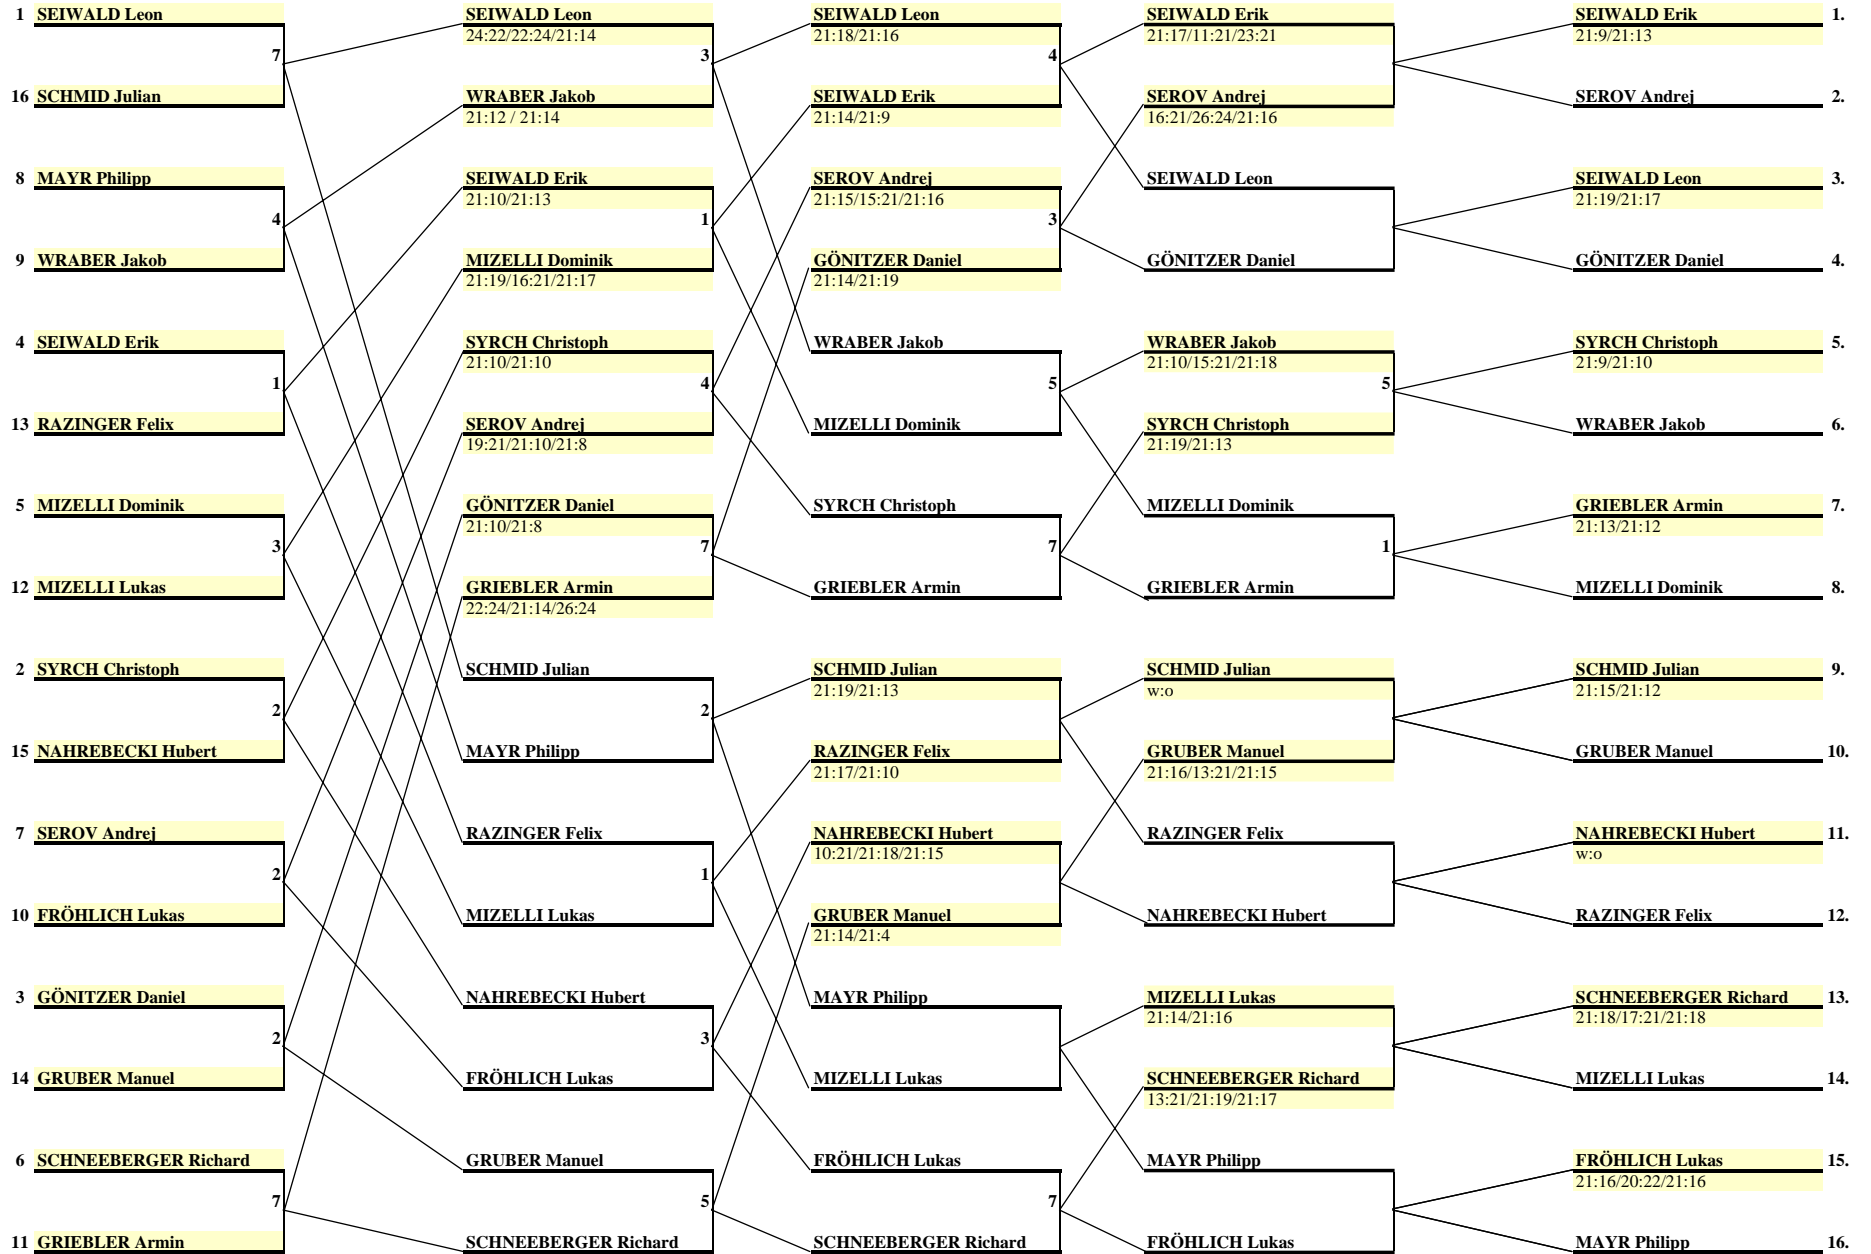 1 SEIWALD Leon SEIWALD Leon SEIWALD Leon SEIWALD Erik SEIWALD Erik 1.
24:22/22:24/21:14 21:18/21:16 21:17/11:21/23:21 21:9/21:13
7 3 4
16 SCHMID Julian WRABER Jakob SEIWALD Erik SEROV Andrej SEROV Andrej 2.
21:12 / 21:14 21:14/21:9 16:21/26:24/21:16
8 MAYR Philipp SEIWALD Erik SEROV Andrej SEIWALD Leon SEIWALD Leon 3.
21:10/21:13 21:15/15:21/21:16 21:19/21:17
4 1 3
9 WRABER Jakob MIZELLI Dominik GÖNITZER Daniel GÖNITZER Daniel GÖNITZER Daniel 4.
21:19/16:21/21:17 21:14/21:19
4 SEIWALD Erik SYRCH Christoph WRABER Jakob WRABER Jakob SYRCH Christoph 5.
21:10/21:10 21:10/15:21/21:18 21:9/21:10
1 4 5 5
13 RAZINGER Felix SEROV Andrej MIZELLI Dominik SYRCH Christoph WRABER Jakob 6.
19:21/21:10/21:8 21:19/21:13
5 MIZELLI Dominik GÖNITZER Daniel SYRCH Christoph MIZELLI Dominik GRIEBLER Armin 7.
21:10/21:8 21:13/21:12
3 7 7 1
12 MIZELLI Lukas GRIEBLER Armin GRIEBLER Armin GRIEBLER Armin MIZELLI Dominik 8.
22:24/21:14/26:24
2 SYRCH Christoph SCHMID Julian SCHMID Julian SCHMID Julian SCHMID Julian 9.
21:19/21:13 w:o 21:15/21:12
2 2
15 NAHREBECKI Hubert MAYR Philipp RAZINGER Felix GRUBER Manuel GRUBER Manuel 10.
21:17/21:10 21:16/13:21/21:15
7 SEROV Andrej RAZINGER Felix NAHREBECKI Hubert RAZINGER Felix NAHREBECKI Hubert 11.
10:21/21:18/21:15 w:o
2 1
10 FRÖHLICH Lukas MIZELLI Lukas GRUBER Manuel NAHREBECKI Hubert RAZINGER Felix 12.
21:14/21:4
3 GÖNITZER Daniel NAHREBECKI Hubert MAYR Philipp MIZELLI Lukas SCHNEEBERGER Richard 13.
21:14/21:16 21:18/17:21/21:18
2 3
14 GRUBER Manuel FRÖHLICH Lukas MIZELLI Lukas SCHNEEBERGER Richard MIZELLI Lukas 14.
13:21/21:19/21:17
6 SCHNEEBERGER Richard GRUBER Manuel FRÖHLICH Lukas MAYR Philipp FRÖHLICH Lukas 15.
21:16/20:22/21:16
7 5 7
11 GRIEBLER Armin SCHNEEBERGER Richard SCHNEEBERGER Richard FRÖHLICH Lukas MAYR Philipp 16.